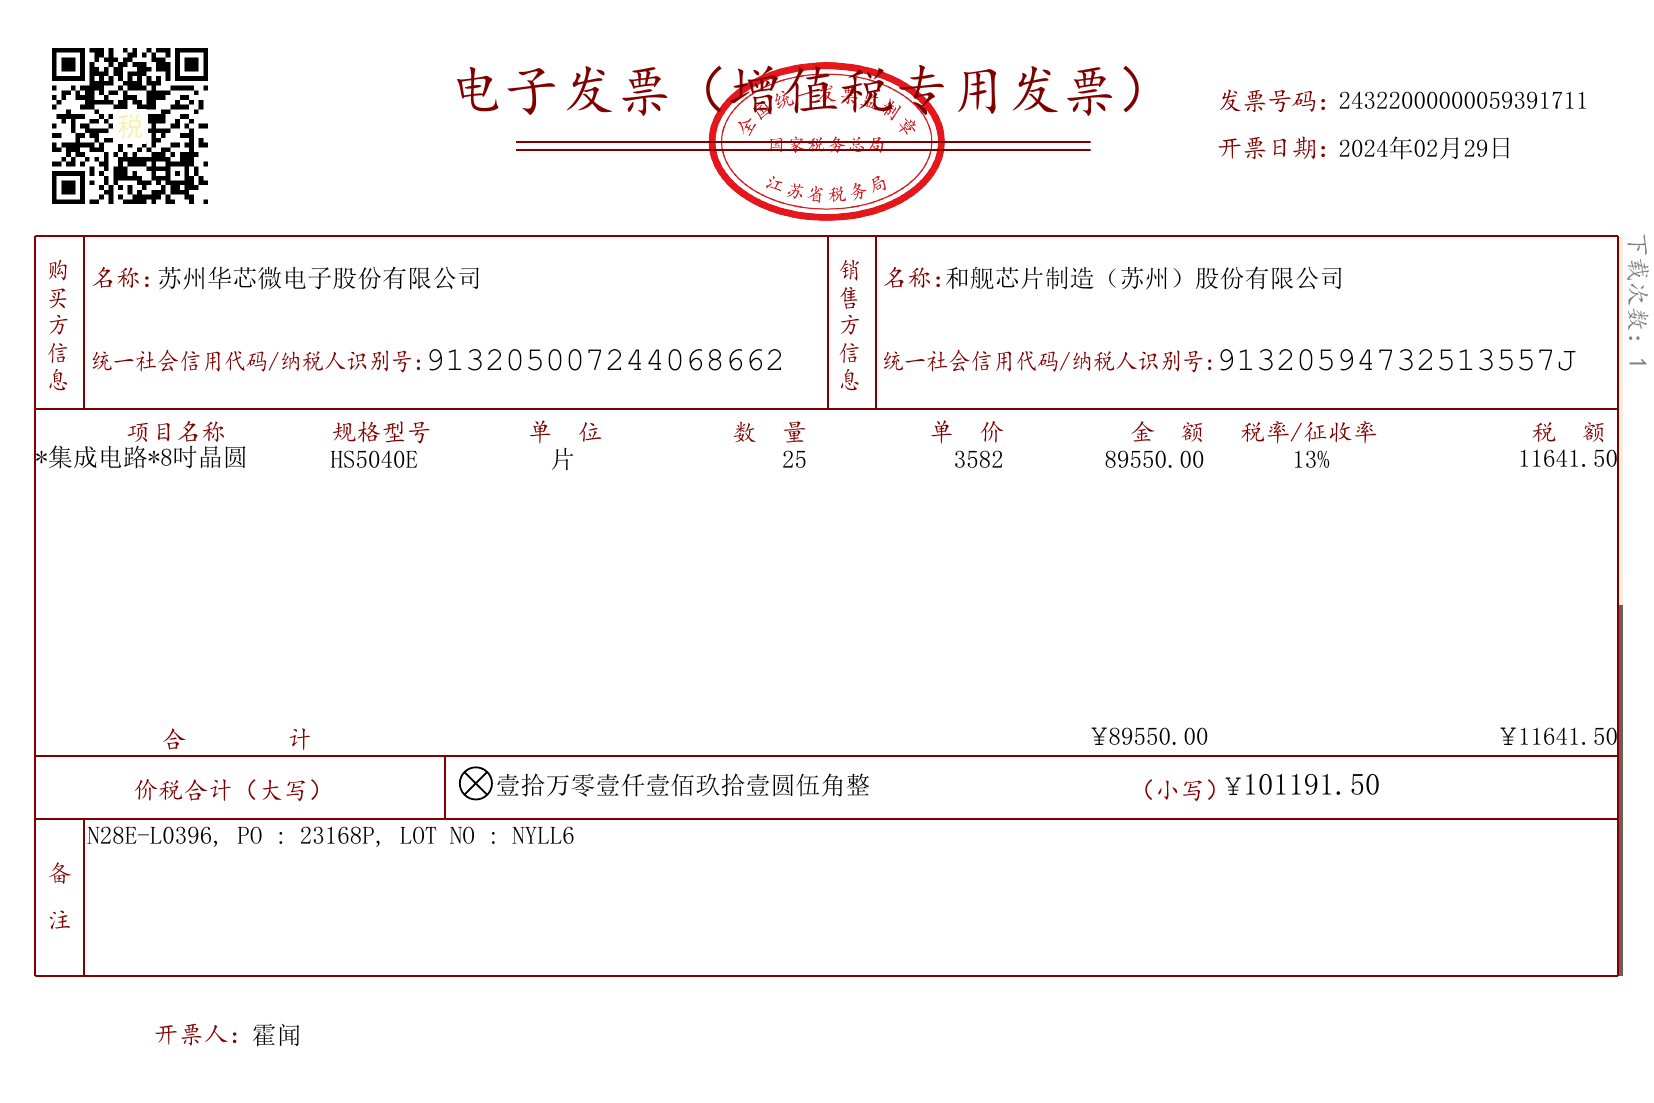 电子发票（增值税专用发票）
发票号码：24322000000059391711
开票日期：2024年02月29日
全国统一发票监制章
国家税务总局
江苏省税务局
税
下载次数：1
购买方信息
名称：苏州华芯微电子股份有限公司
统一社会信用代码/纳税人识别号：913205007244068662
销售方信息
名称：和舰芯片制造（苏州）股份有限公司
统一社会信用代码/纳税人识别号：91320594732513557J
项目名称 规格型号 单 位 数 量 单 价 金 额 税率/征收率 税 额
*集成电路*8吋晶圆 HS5040E 片 25 3582 89550.00 13% 11641.50
合 计 ¥89550.00 ¥11641.50
价税合计（大写） ⊗壹拾万零壹仟壹佰玖拾壹圆伍角整 （小写）¥101191.50
备注
N28E-L0396, PO : 23168P, LOT NO : NYLL6
开票人：霍闻